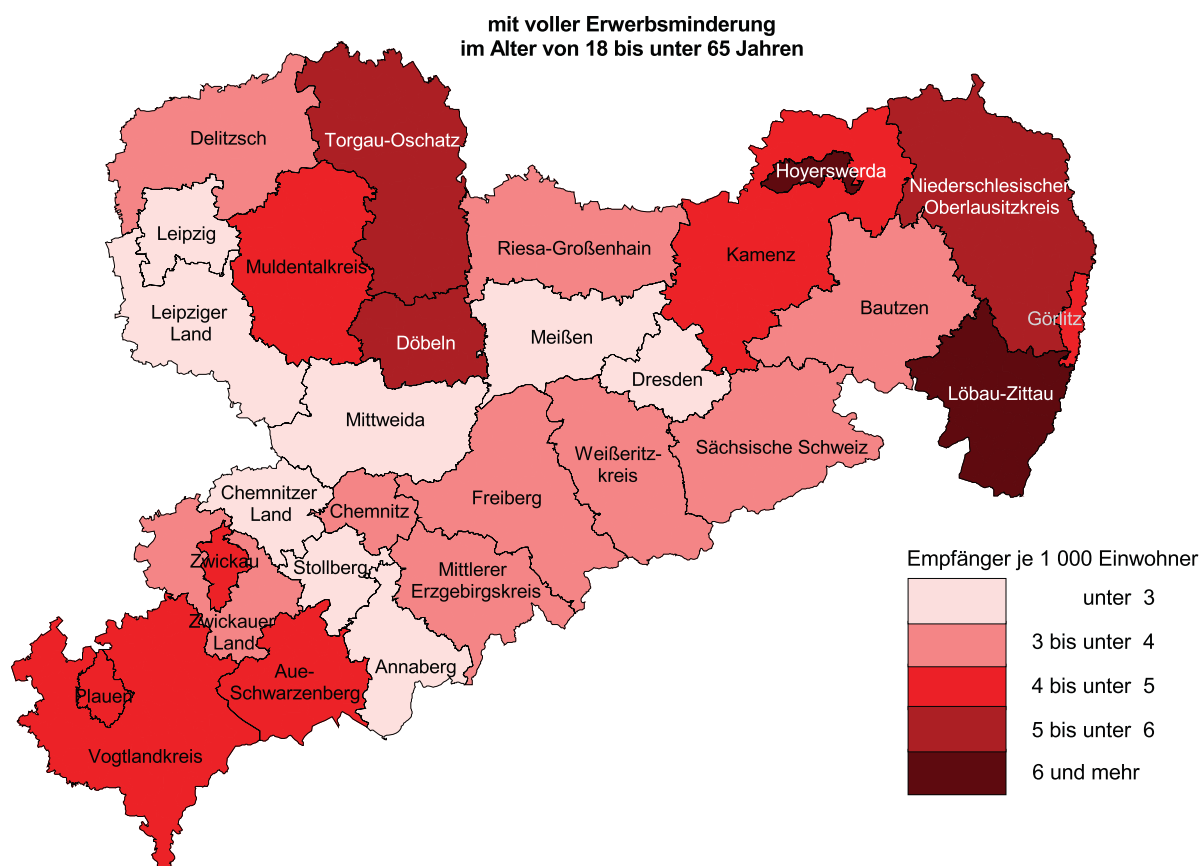 mit voller Erwerbsminderung
im Alter von 18 bis unter 65 Jahren
Delitzsch
Torgau-Oschatz
Hoyerswerda
Niederschlesischer
Oberlausitzkreis
Leipzig
Riesa-Großenhain
Kamenz
Muldentalkreis
Bautzen
Görlitz
Leipziger
Land
Döbeln
Meißen
Dresden
Löbau-Zittau
Mittweida
Sächsische Schweiz
Weißeritz-
kreis
Chemnitzer
Land
Freiberg
Chemnitz
Zwickau
Stollberg
Mittlerer
Erzgebirgskreis
Zwickauer
Land
Annaberg
Aue-
Schwarzenberg
Plauen
Vogtlandkreis
Empfänger je 1 000 Einwohner
unter 3
3 bis unter 4
4 bis unter 5
5 bis unter 6
6 und mehr